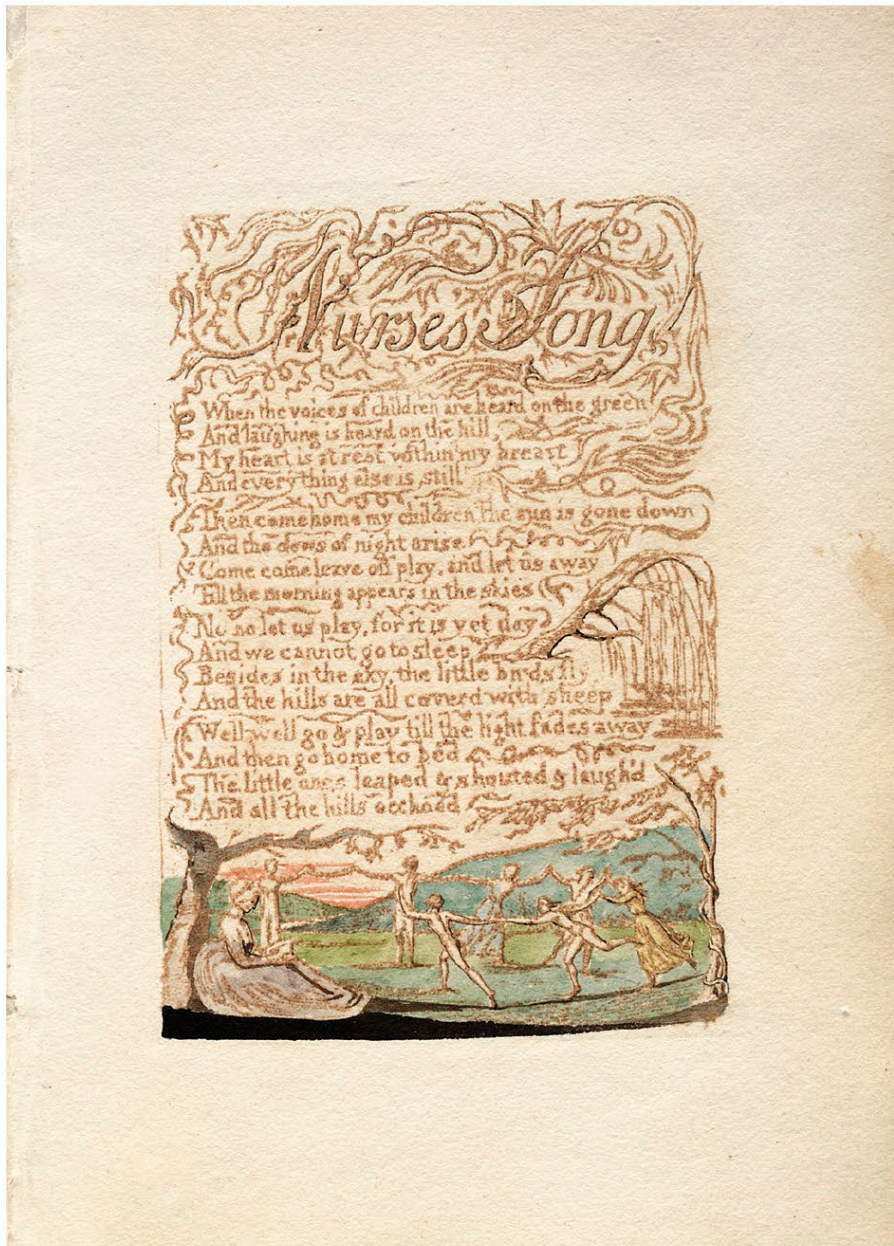 Nurses Song
When the voices of children are heard on the green
And laughing is heard on the hill,
My heart is at rest within my breast
And every thing else is still
Then come home my children the sun is gone down
And the dews of night arise
Come come leave off play, and let us away
Till the morning appears in the skies
No no let us play, for it is yet day
And we cannot go to sleep
Besides in the sky, the little birds fly
And the hills are all coverd with sheep
Well well go & play till the light fades away
And then go home to bed
The little ones leaped & shouted & laugh'd
And all the hills ecchoed